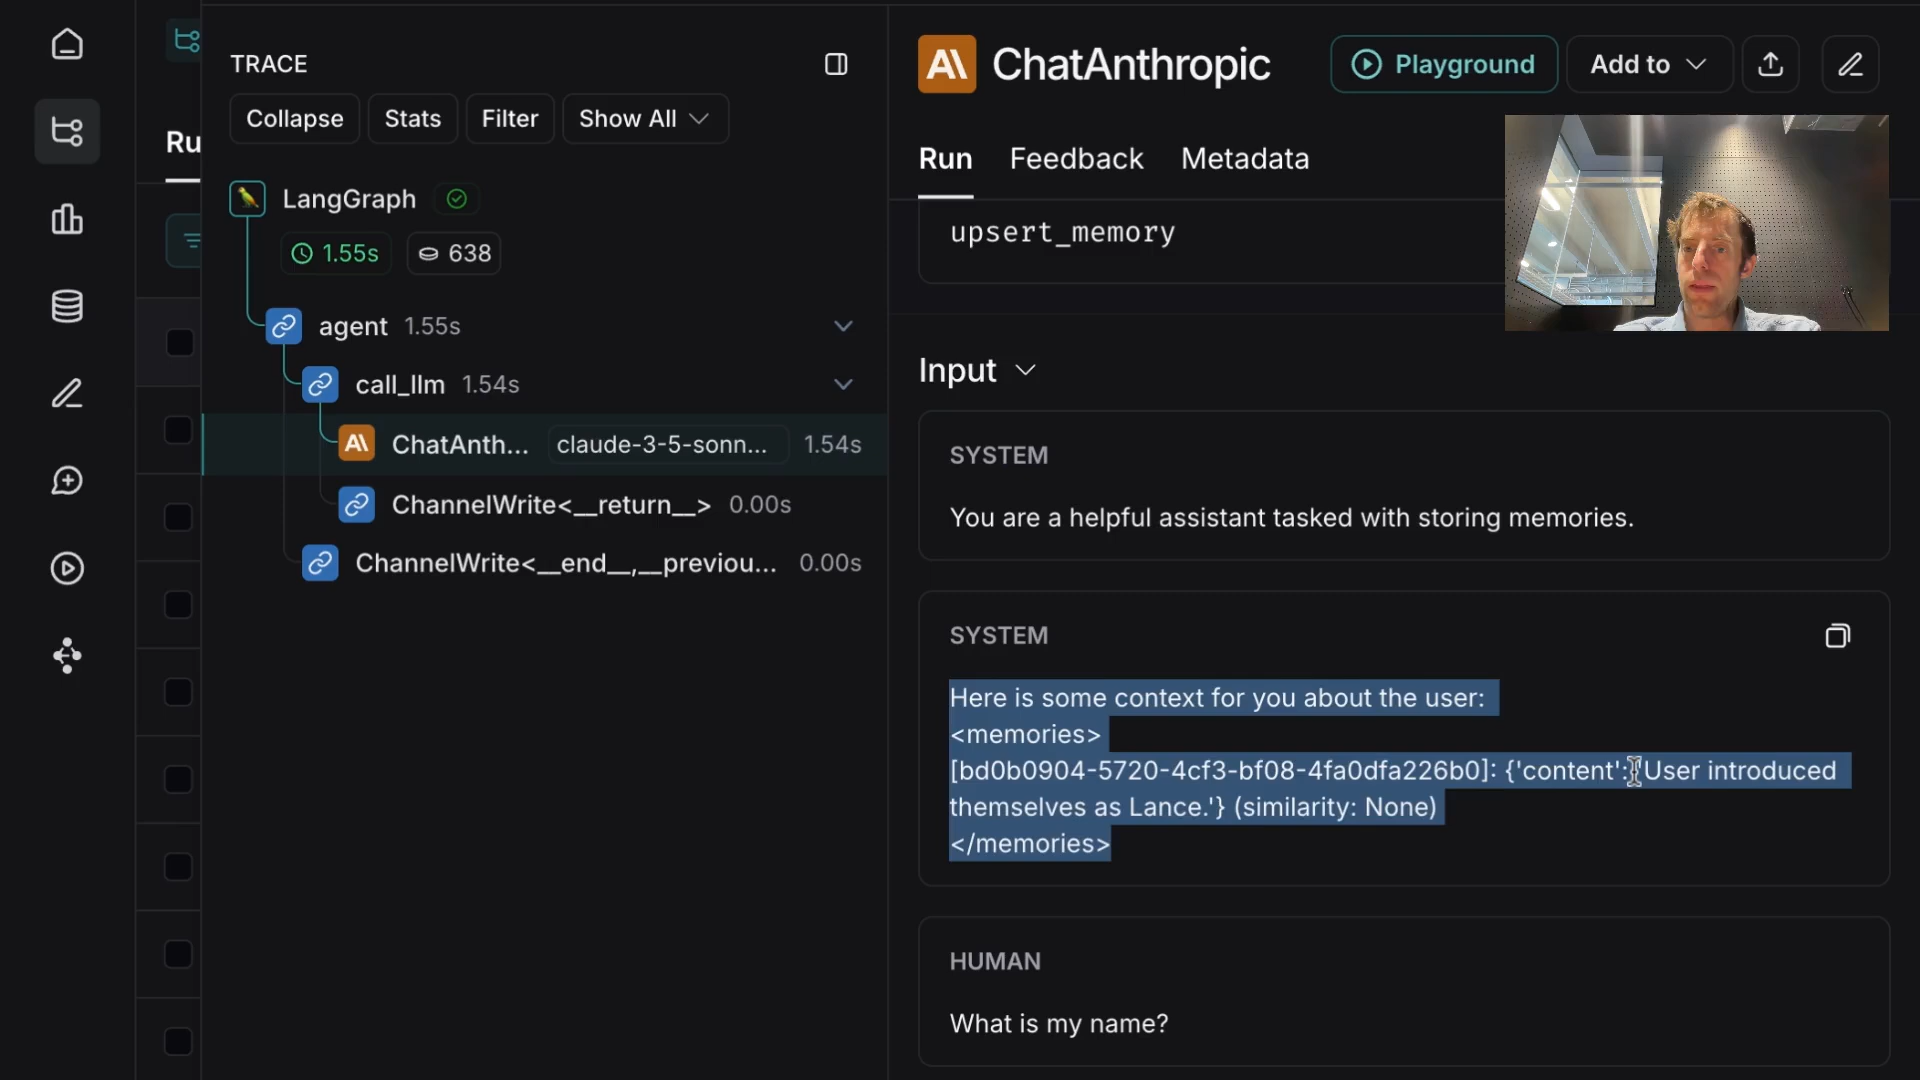 TRACE
Collapse
Stats
Filter
Show All
Ru
LangGraph
1.55s
638
agent 1.55s
call_llm 1.54s
ChatAnth... claude-3-5-sonn... 1.54s
ChannelWrite<__return__> 0.00s
ChannelWrite<__end__,__previou... 0.00s
ChatAnthropic
Playground
Add to
Run
Feedback
Metadata
upsert_memory
Input
SYSTEM
You are a helpful assistant tasked with storing memories.
SYSTEM
Here is some context for you about the user:
<memories>
[bd0b0904-5720-4cf3-bf08-4fa0dfa226b0]: {'content': 'User introduced
themselves as Lance.'} (similarity: None)
</memories>
HUMAN
What is my name?